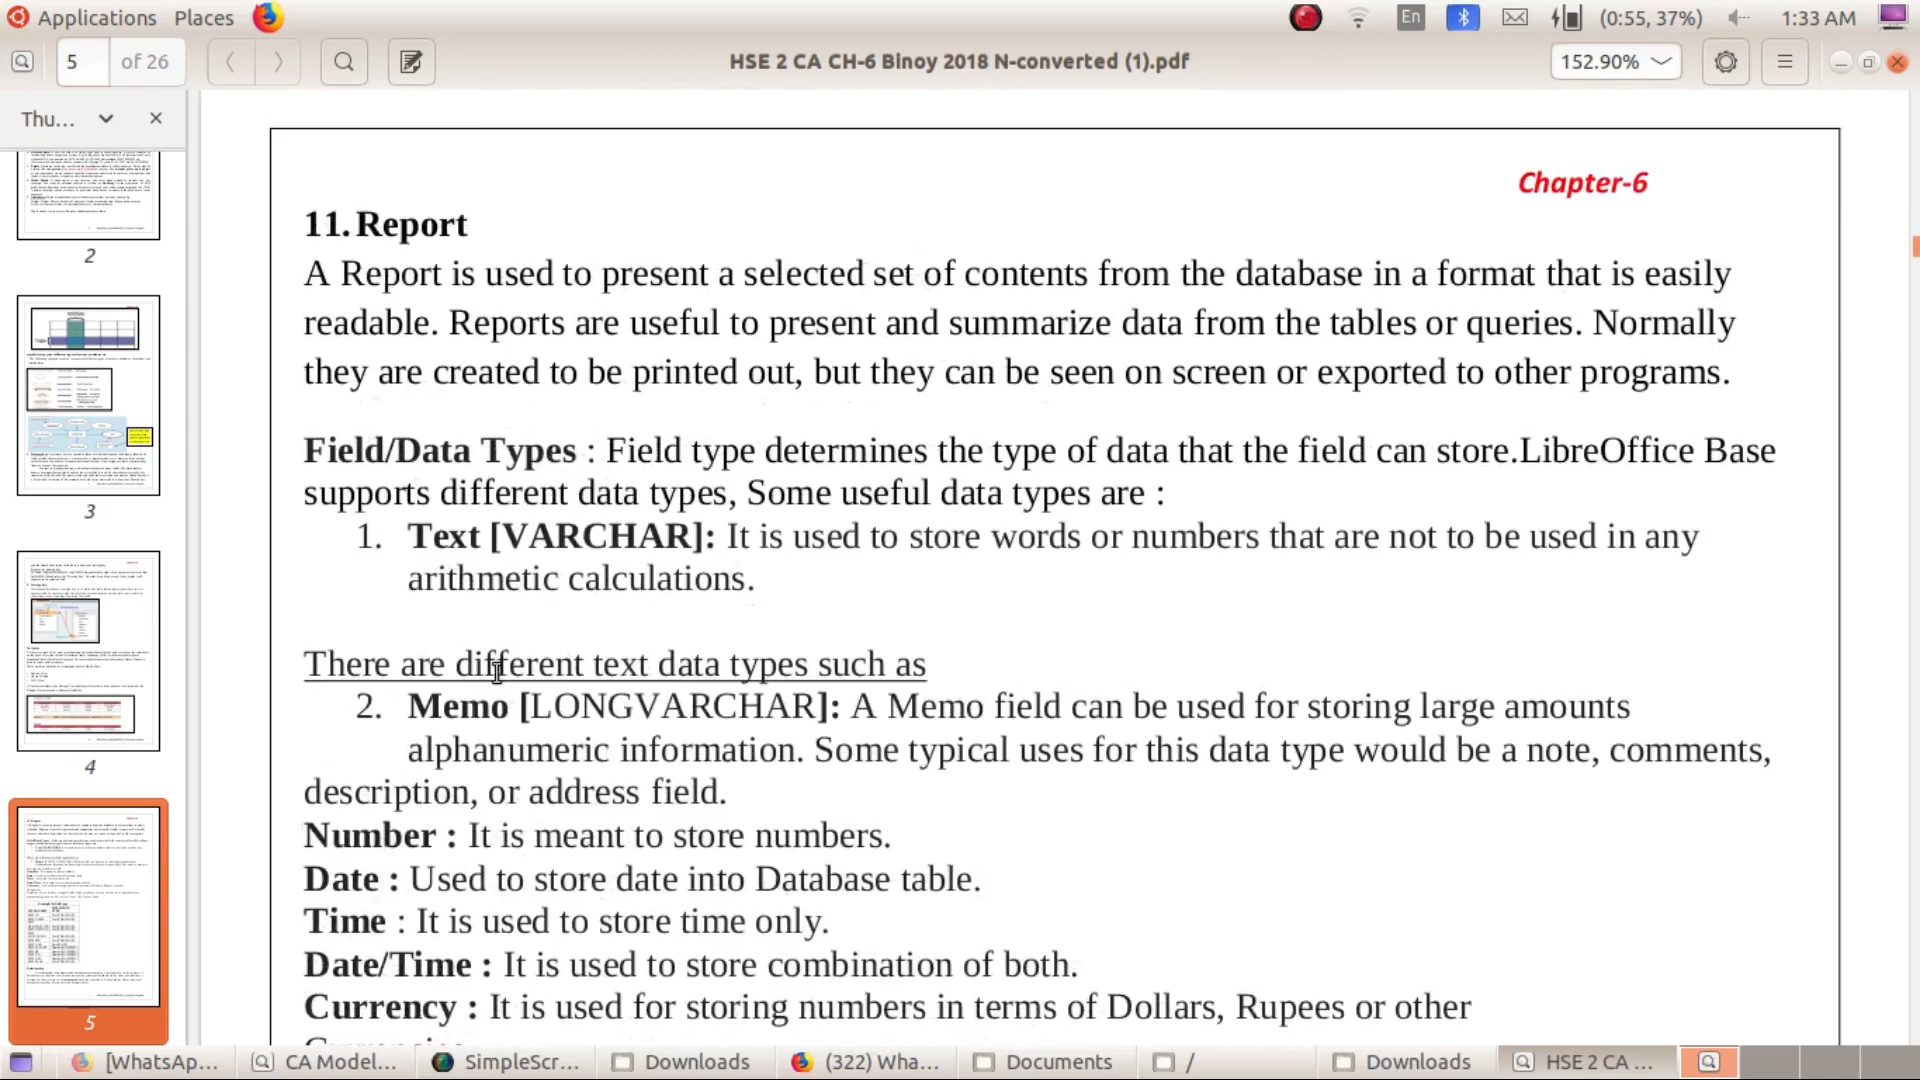 Applications Places
En
(0:55, 37%)
1:33 AM
5 of 26
HSE 2 CA CH-6 Binoy 2018 N-converted (1).pdf
152.90%
Thu...
2
3
4
5
Chapter-6
11. Report
A Report is used to present a selected set of contents from the database in a format that is easily
readable. Reports are useful to present and summarize data from the tables or queries. Normally
they are created to be printed out, but they can be seen on screen or exported to other programs.
Field/Data Types : Field type determines the type of data that the field can store.LibreOffice Base
supports different data types, Some useful data types are :
1. Text [VARCHAR]: It is used to store words or numbers that are not to be used in any
arithmetic calculations.
There are different text data types such as
2. Memo [LONGVARCHAR]: A Memo field can be used for storing large amounts
alphanumeric information. Some typical uses for this data type would be a note, comments,
description, or address field.
Number : It is meant to store numbers.
Date : Used to store date into Database table.
Time : It is used to store time only.
Date/Time : It is used to store combination of both.
Currency : It is used for storing numbers in terms of Dollars, Rupees or other
[WhatsAp... CA Model... SimpleScr... Downloads (322) Wha... Documents / Downloads HSE 2 CA ...